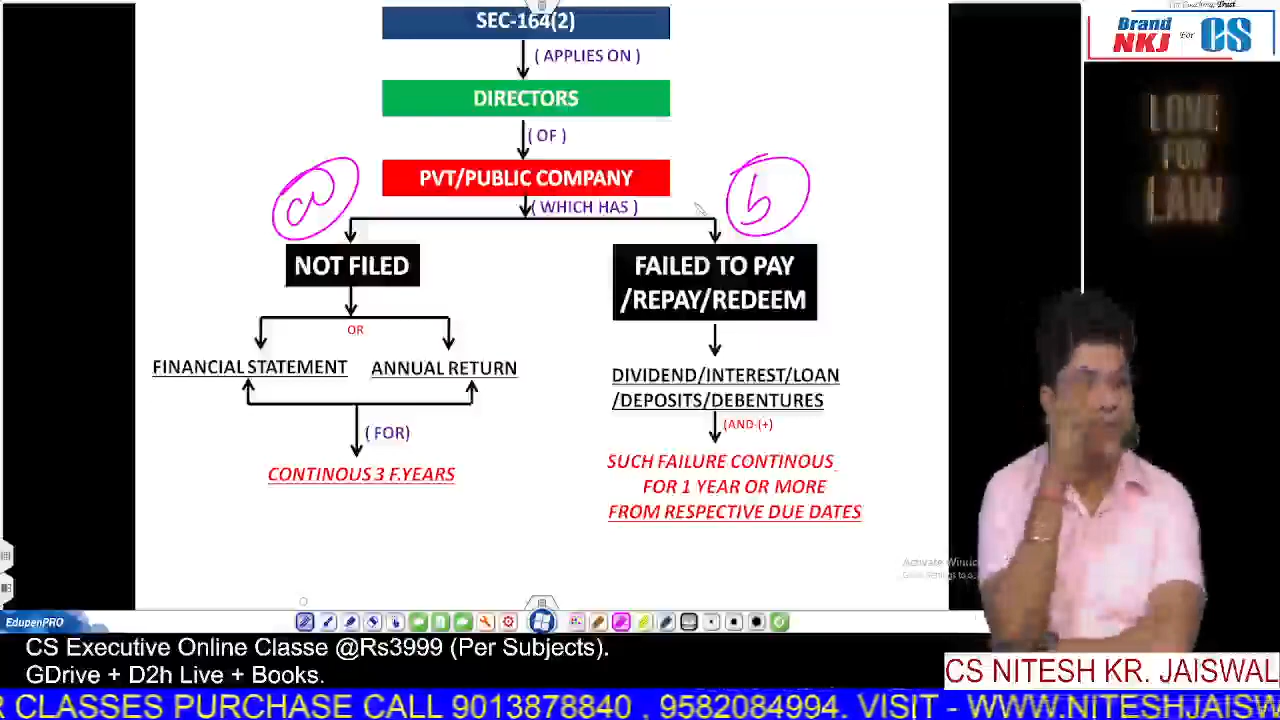 SEC-164(2)
( APPLIES ON )
DIRECTORS
( OF )
PVT/PUBLIC COMPANY
( WHICH HAS )
a
b
NOT FILED
OR
FINANCIAL STATEMENT
ANNUAL RETURN
( FOR)
CONTINOUS 3 F.YEARS
FAILED TO PAY
/REPAY/REDEEM
DIVIDEND/INTEREST/LOAN
/DEPOSITS/DEBENTURES
(AND-(+)
SUCH FAILURE CONTINOUS
FOR 1 YEAR OR MORE
FROM RESPECTIVE DUE DATES
Trust
Brand
NKJ
For
CS
LOVE
FOR
LAW
Activate Win
EdupenPRO
CS Executive Online Classe @Rs3999 (Per Subjects).
GDrive + D2h Live + Books.
CS NITESH KR. JAISWAL
R CLASSES PURCHASE CALL 9013878840 , 9582084994. VISIT - WWW.NITESHJAISW